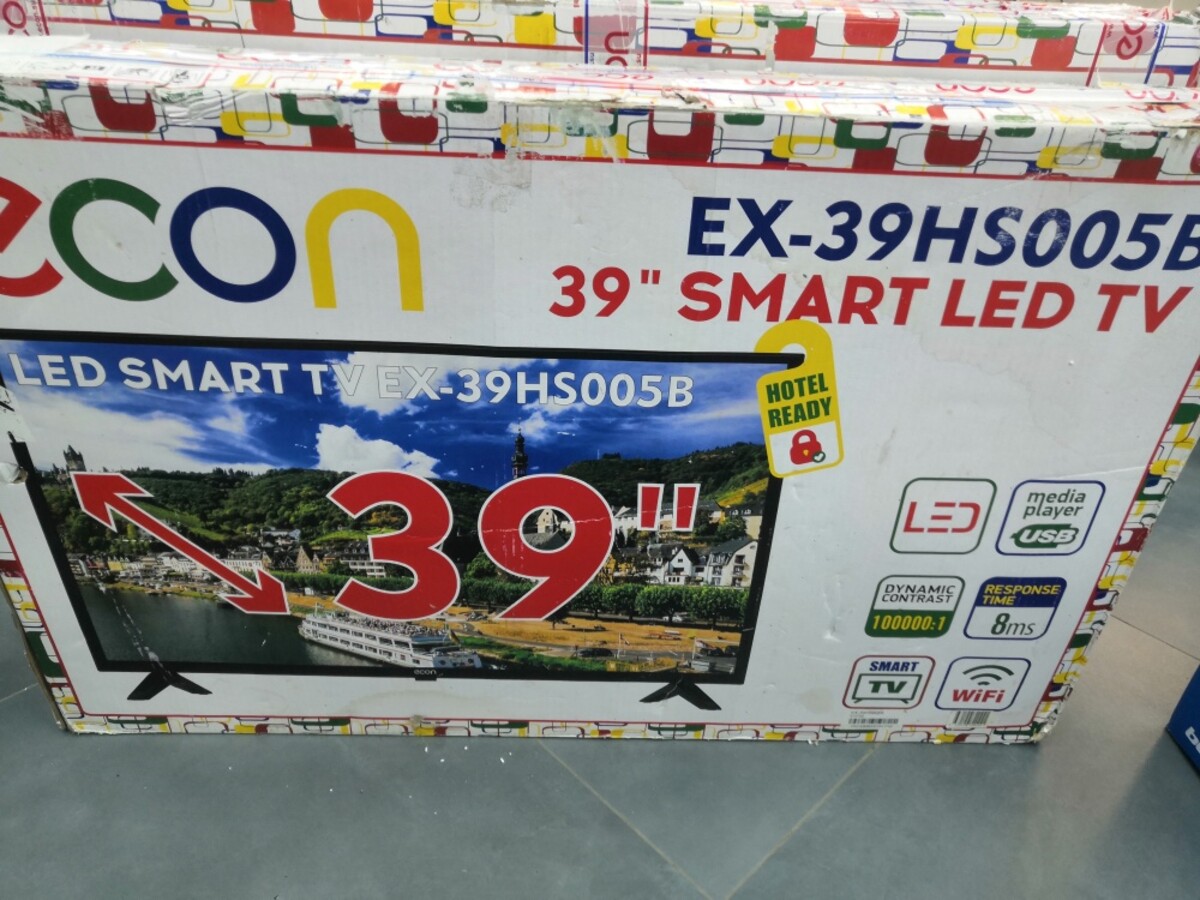 econ
EX-39HS005B
39" SMART LED TV
LED SMART TV EX-39HS005B
HOTEL
READY
39"
LED
media
player
USB
DYNAMIC
CONTRAST
100000:1
RESPONSE
TIME
8ms
SMART
TV
WiFi
econ